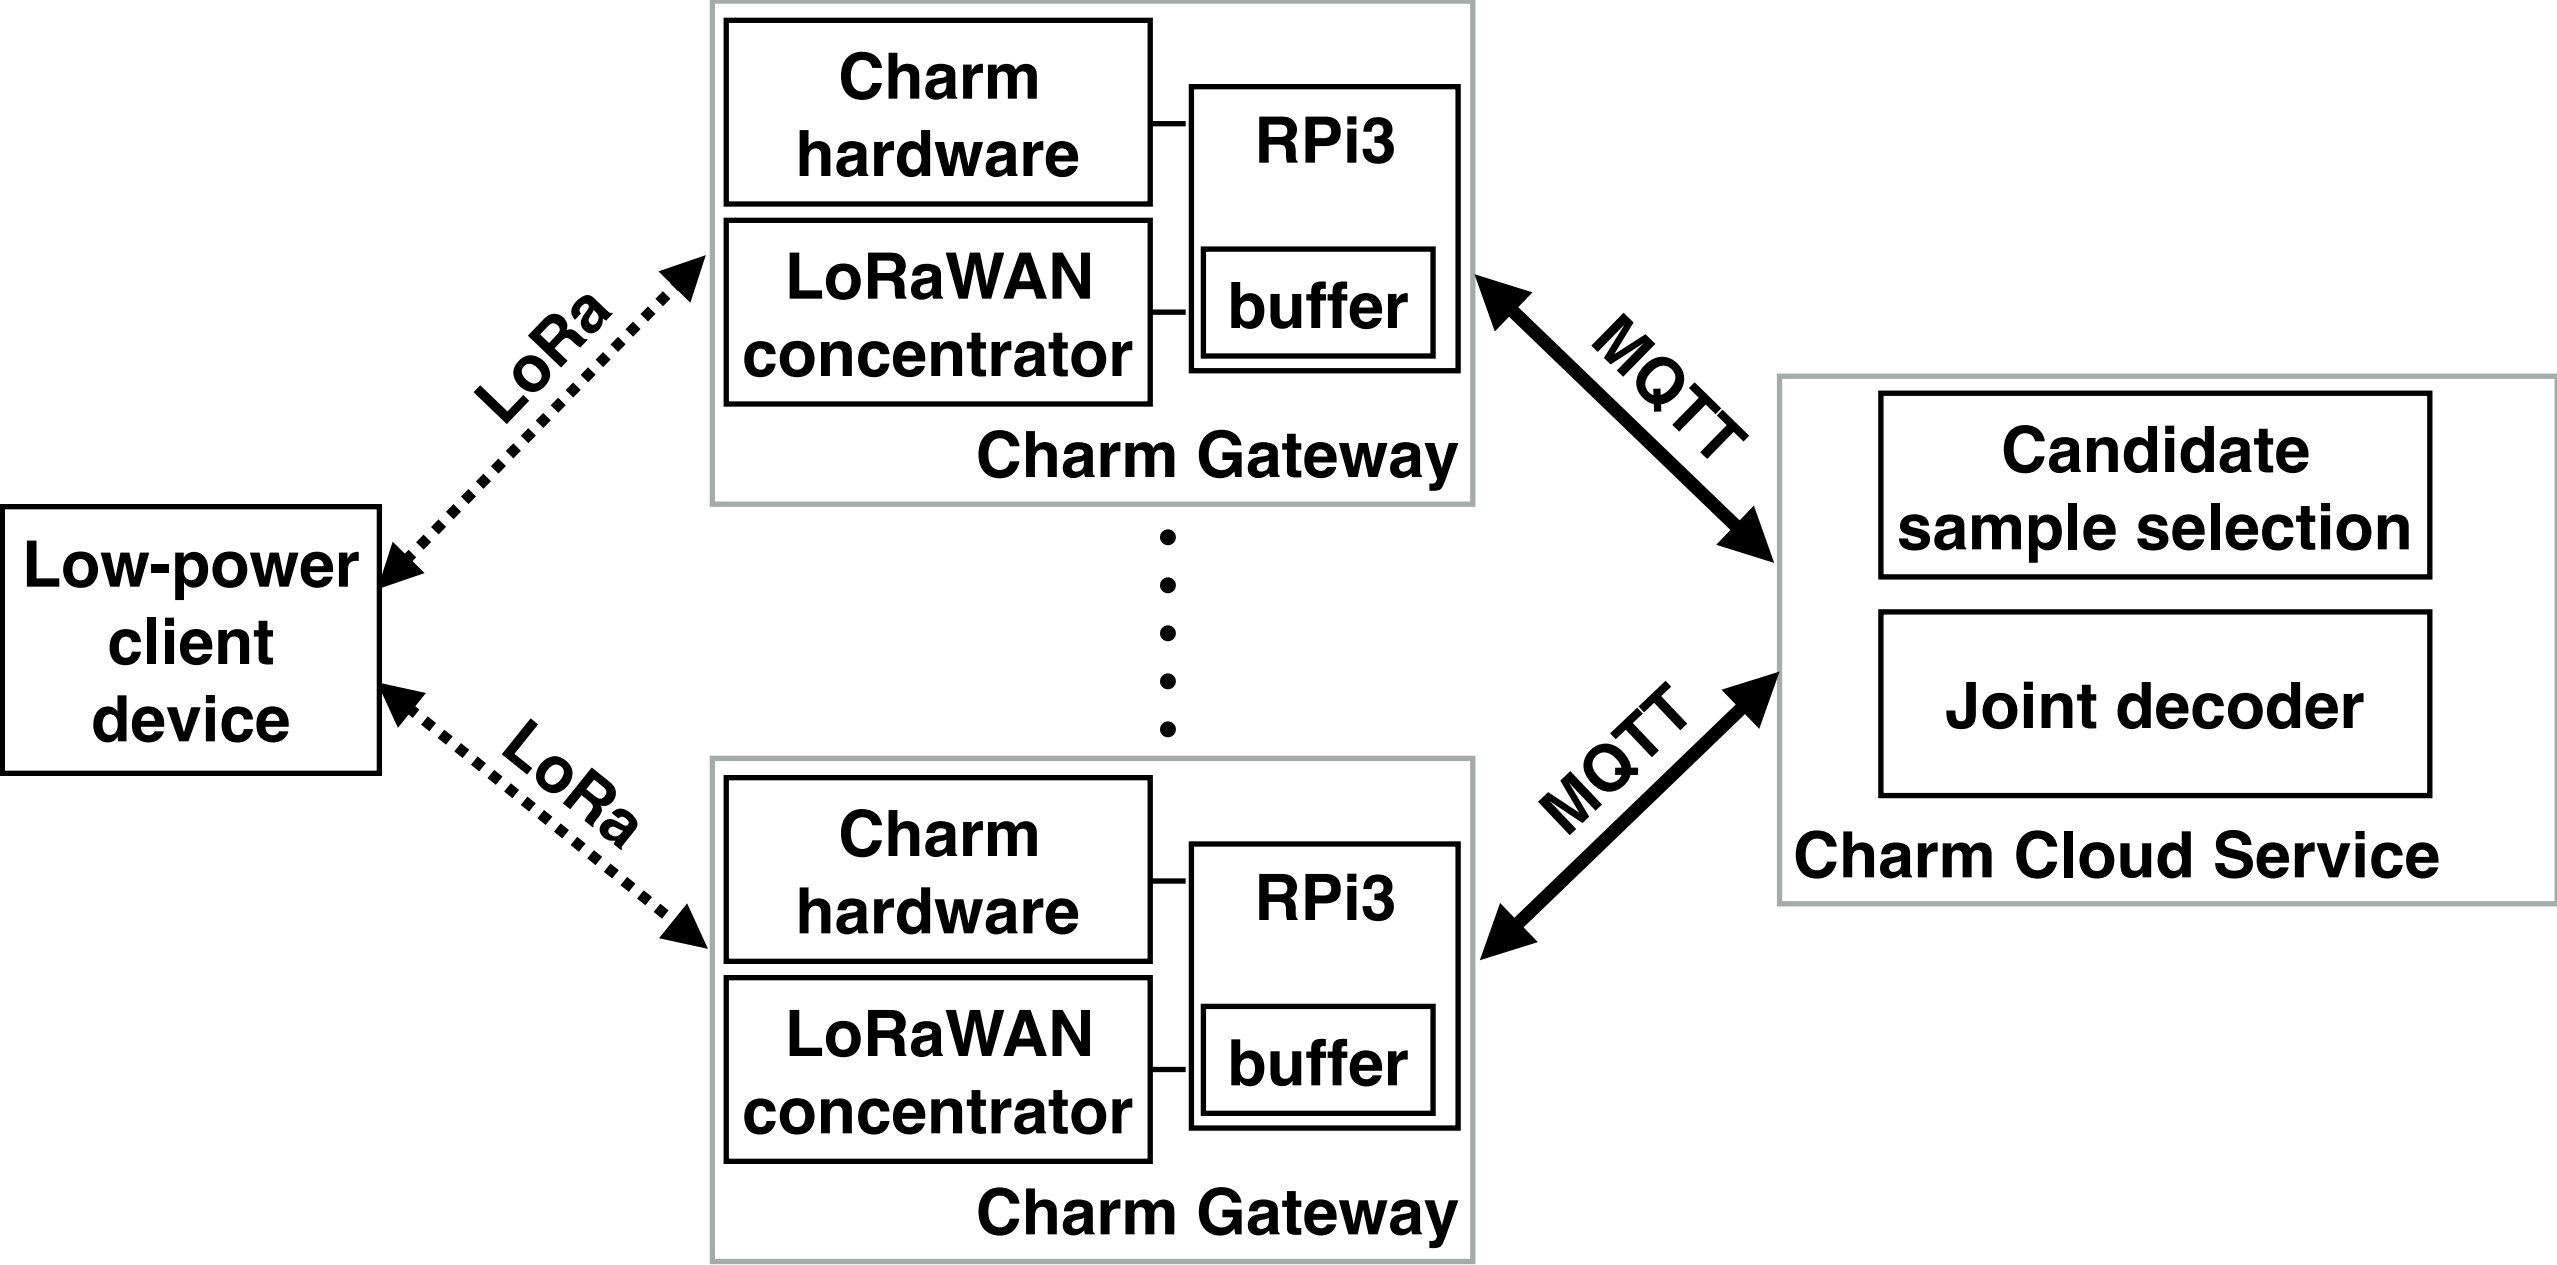 Low-power
client
device
LoRa
LoRa
Charm
hardware
LoRaWAN
concentrator
RPi3
buffer
Charm Gateway
Charm
hardware
LoRaWAN
concentrator
RPi3
buffer
Charm Gateway
MQTT
MQTT
Candidate
sample selection
Joint decoder
Charm Cloud Service